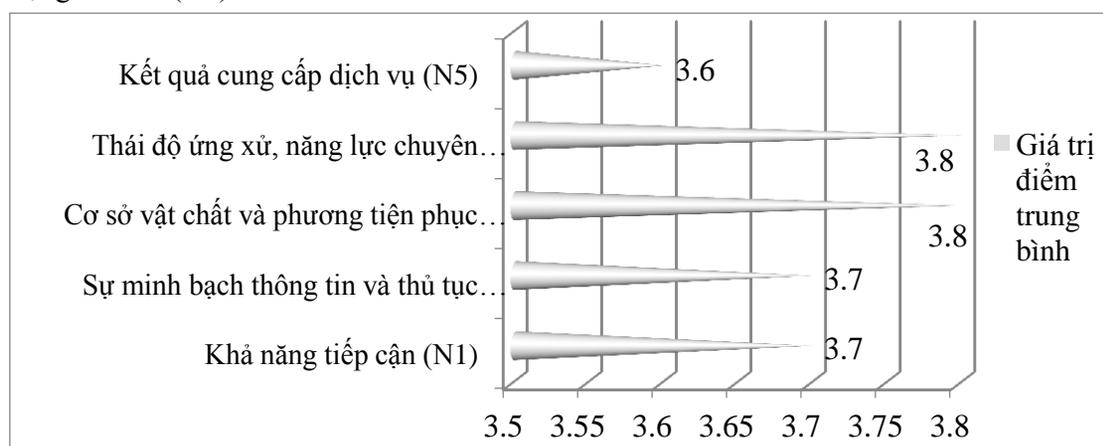 Kết quả cung cấp dịch vụ (N5)
3.6
Thái độ ứng xử, năng lực chuyên…
3.8
Cơ sở vật chất và phương tiện phục…
3.8
Sự minh bạch thông tin và thủ tục…
3.7
Khả năng tiếp cận (N1)
3.7
3.5 3.55 3.6 3.65 3.7 3.75 3.8
Giá trị
điểm
trung
bình